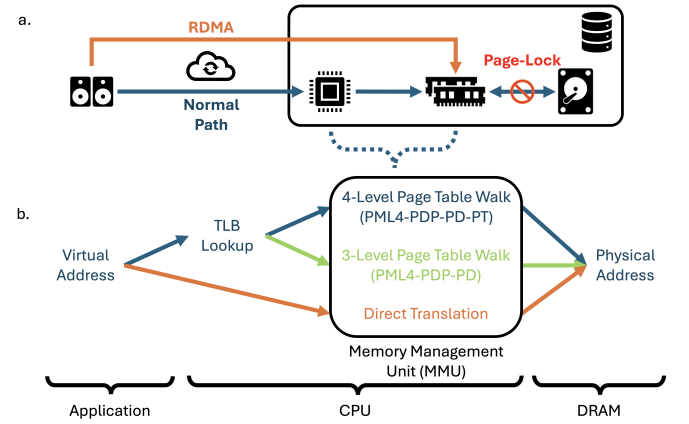 a.
RDMA
Page-Lock
Normal
Path
b.
4-Level Page Table Walk
(PML4-PDP-PD-PT)
TLB
Lookup
Virtual
Address
3-Level Page Table Walk
(PML4-PDP-PD)
Physical
Address
Direct Translation
Memory Management
Unit (MMU)
Application
CPU
DRAM